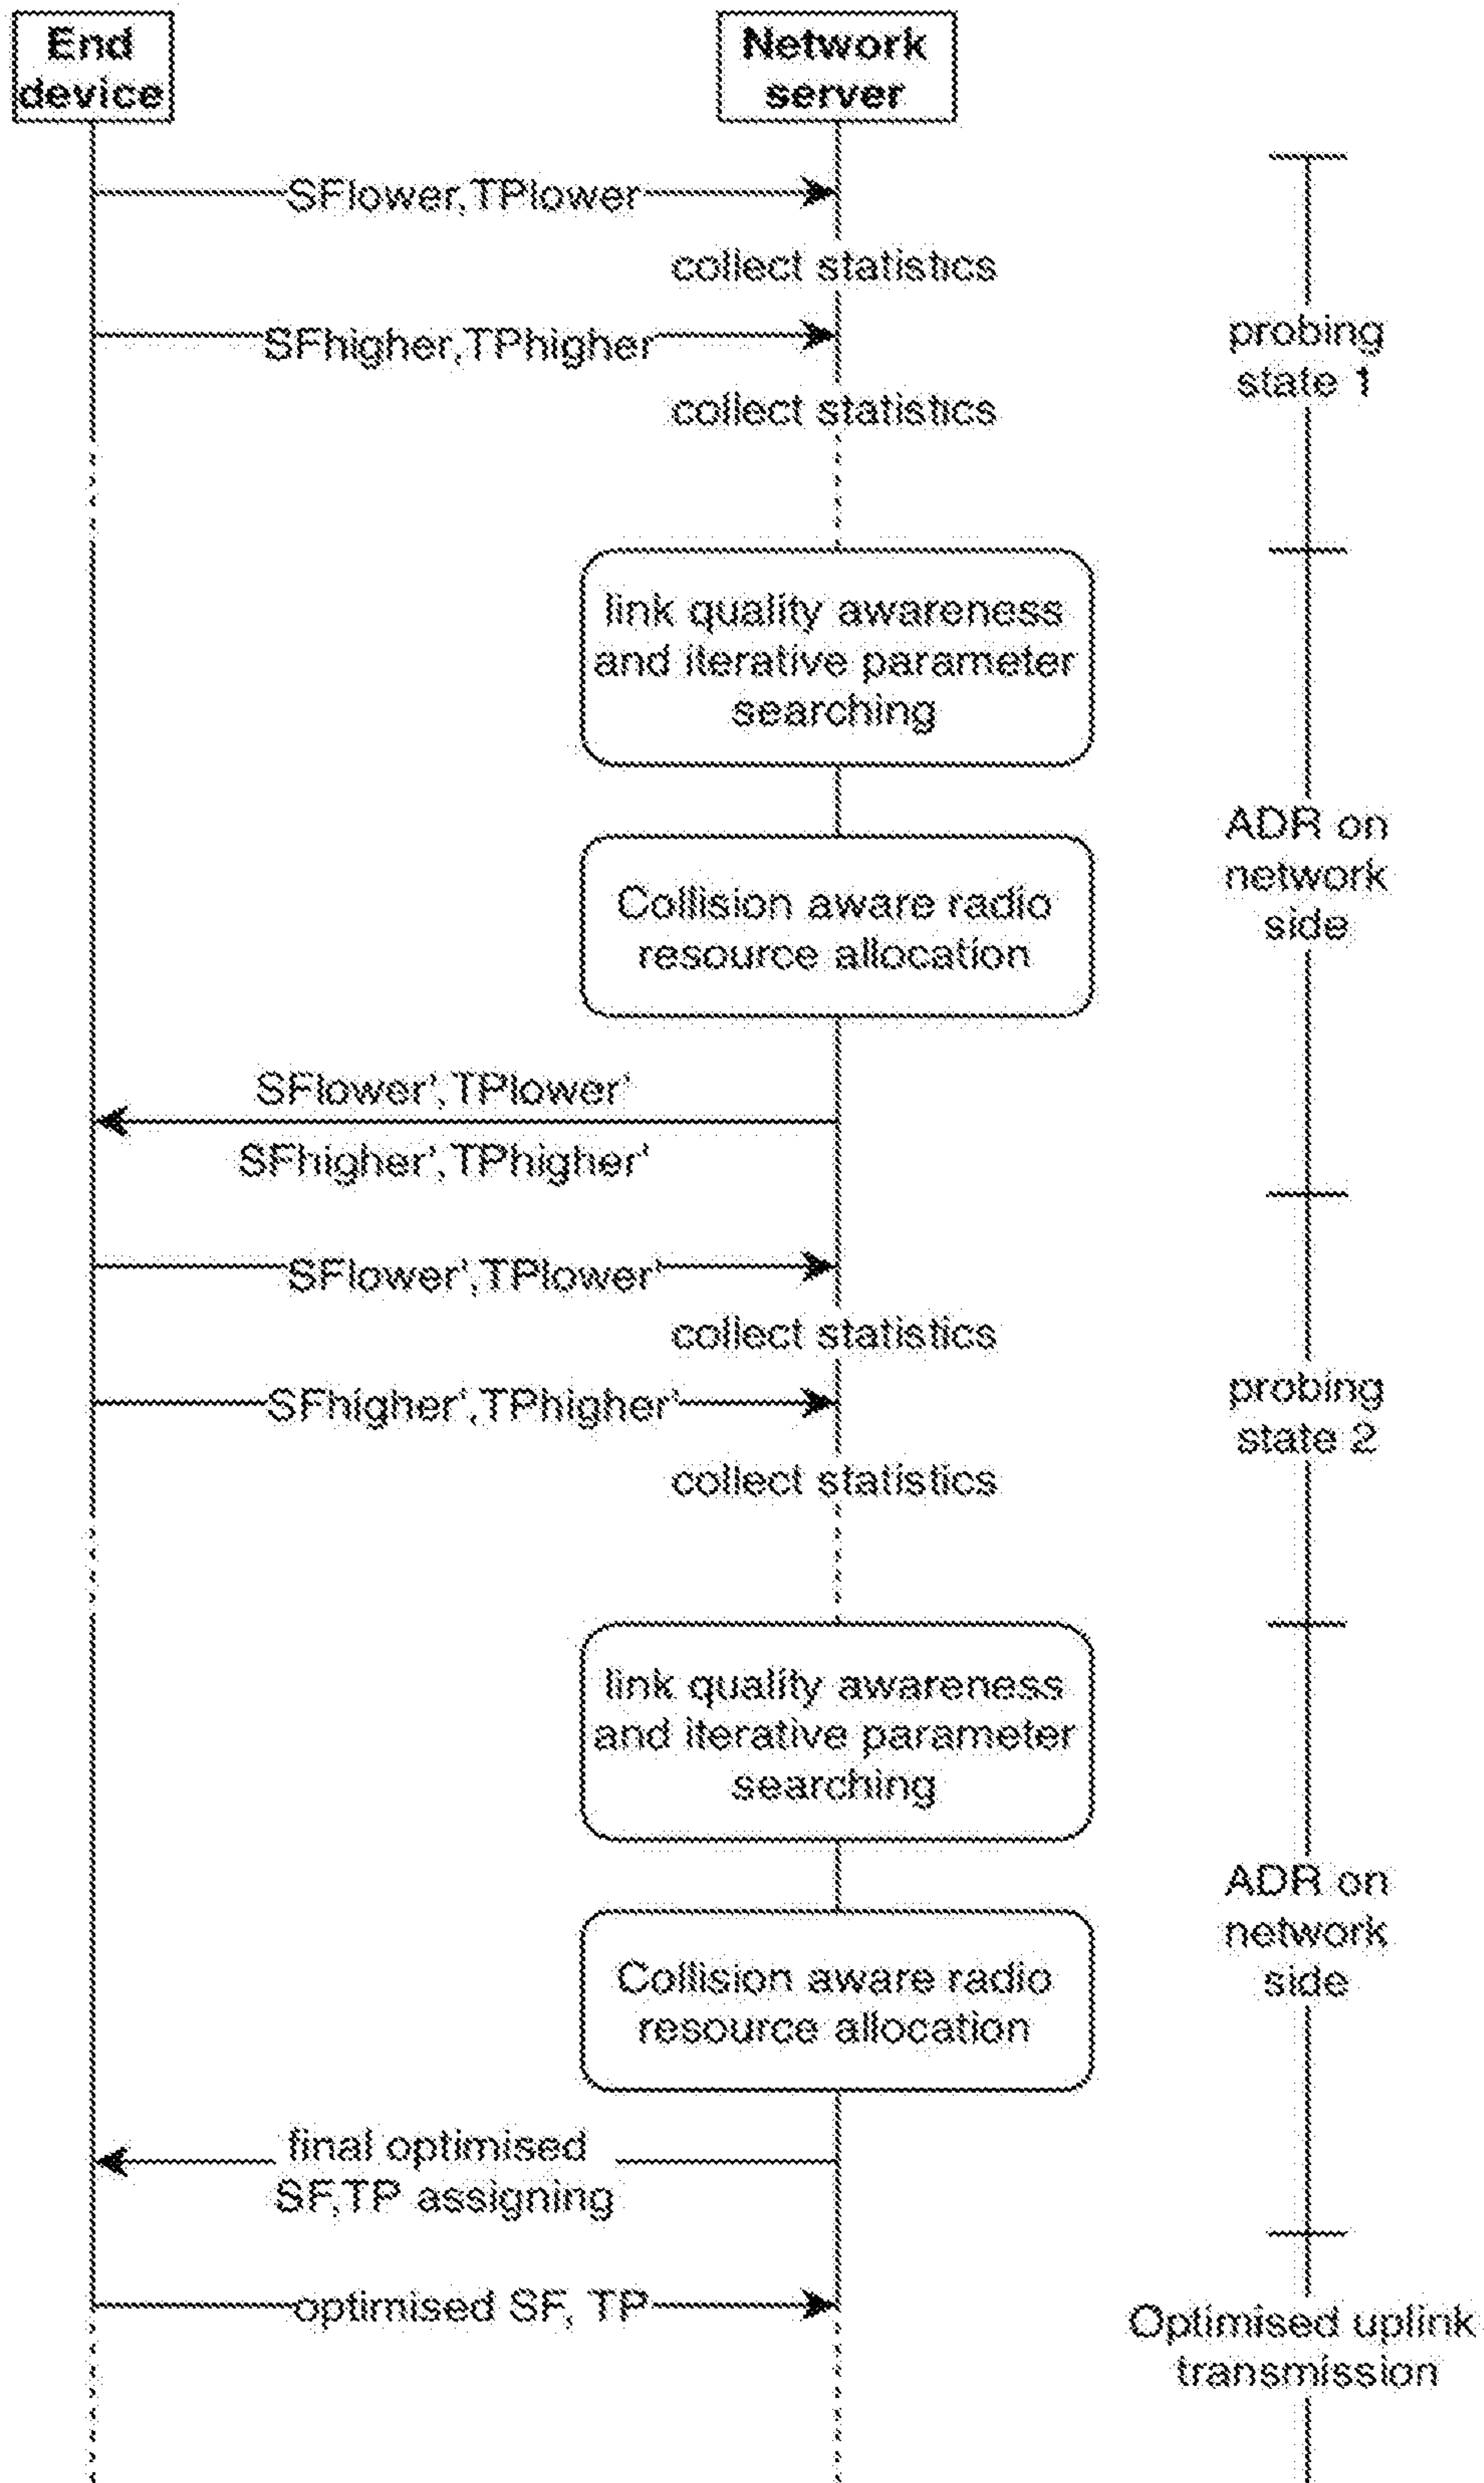 End
device
Network
server
SFlower,TPlower
collect statistics
SFhigher,TPhigher
collect statistics
probing
state 1
link quality awareness
and iterative parameter
searching
Collision aware radio
resource allocation
ADR on
network
side
SFlower',TPlower'
SFhigher',TPhigher'
SFlower',TPlower'
collect statistics
SFhigher',TPhigher'
collect statistics
probing
state 2
link quality awareness
and iterative parameter
searching
Collision aware radio
resource allocation
ADR on
network
side
final optimised
SF,TP assigning
optimised SF, TP
Optimised uplink
transmission